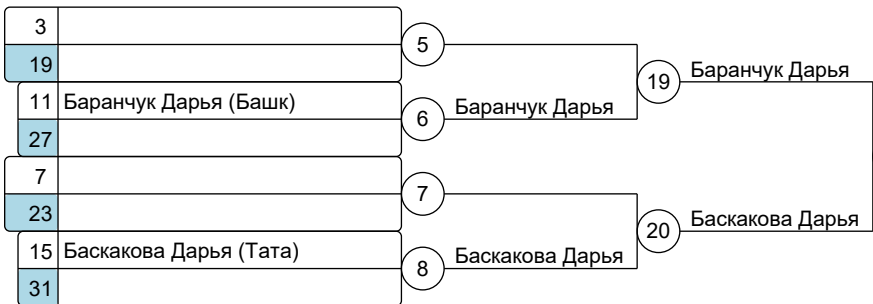 3
5
19
19 Баранчук Дарья
11 Баранчук Дарья (Башк)
6 Баранчук Дарья
27
7
7
23
20 Баскакова Дарья
15 Баскакова Дарья (Тата)
8 Баскакова Дарья
31